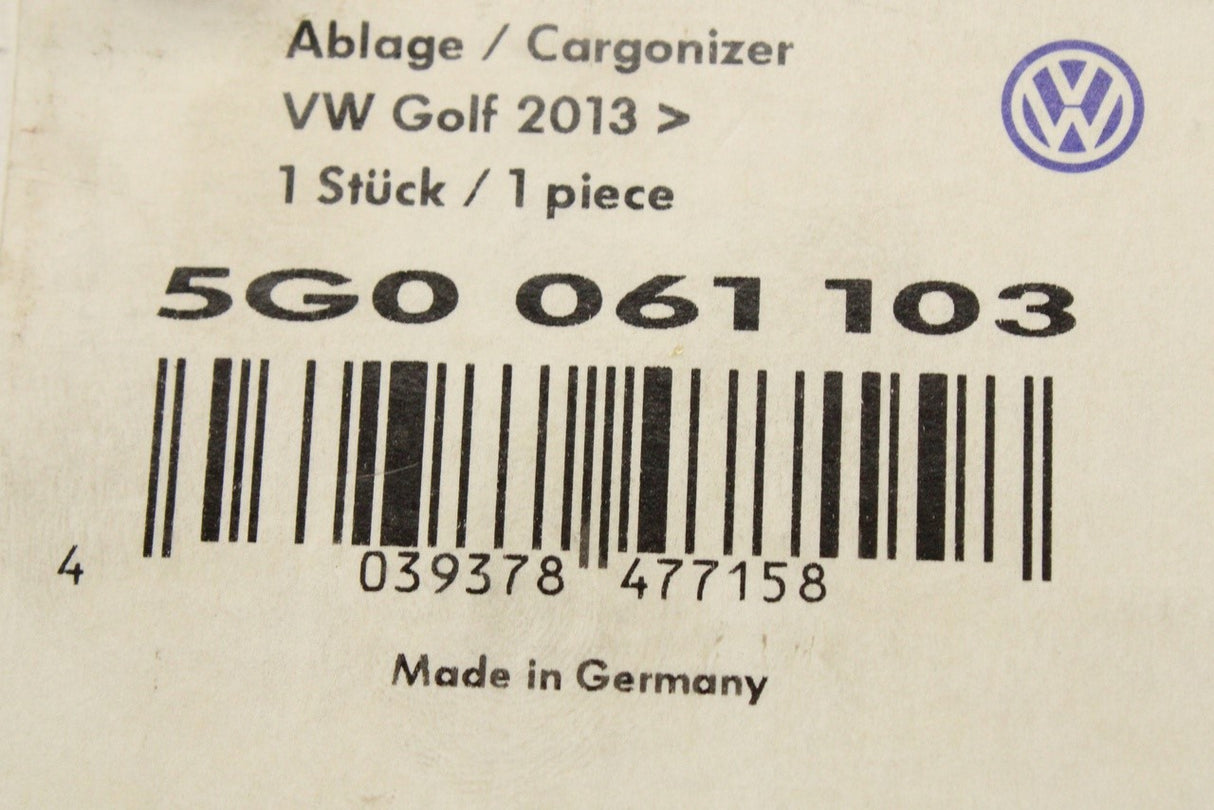 Ablage / Cargonizer
VW Golf 2013 >
1 Stück / 1 piece
5G0 061 103
4 039378 477158
Made in Germany